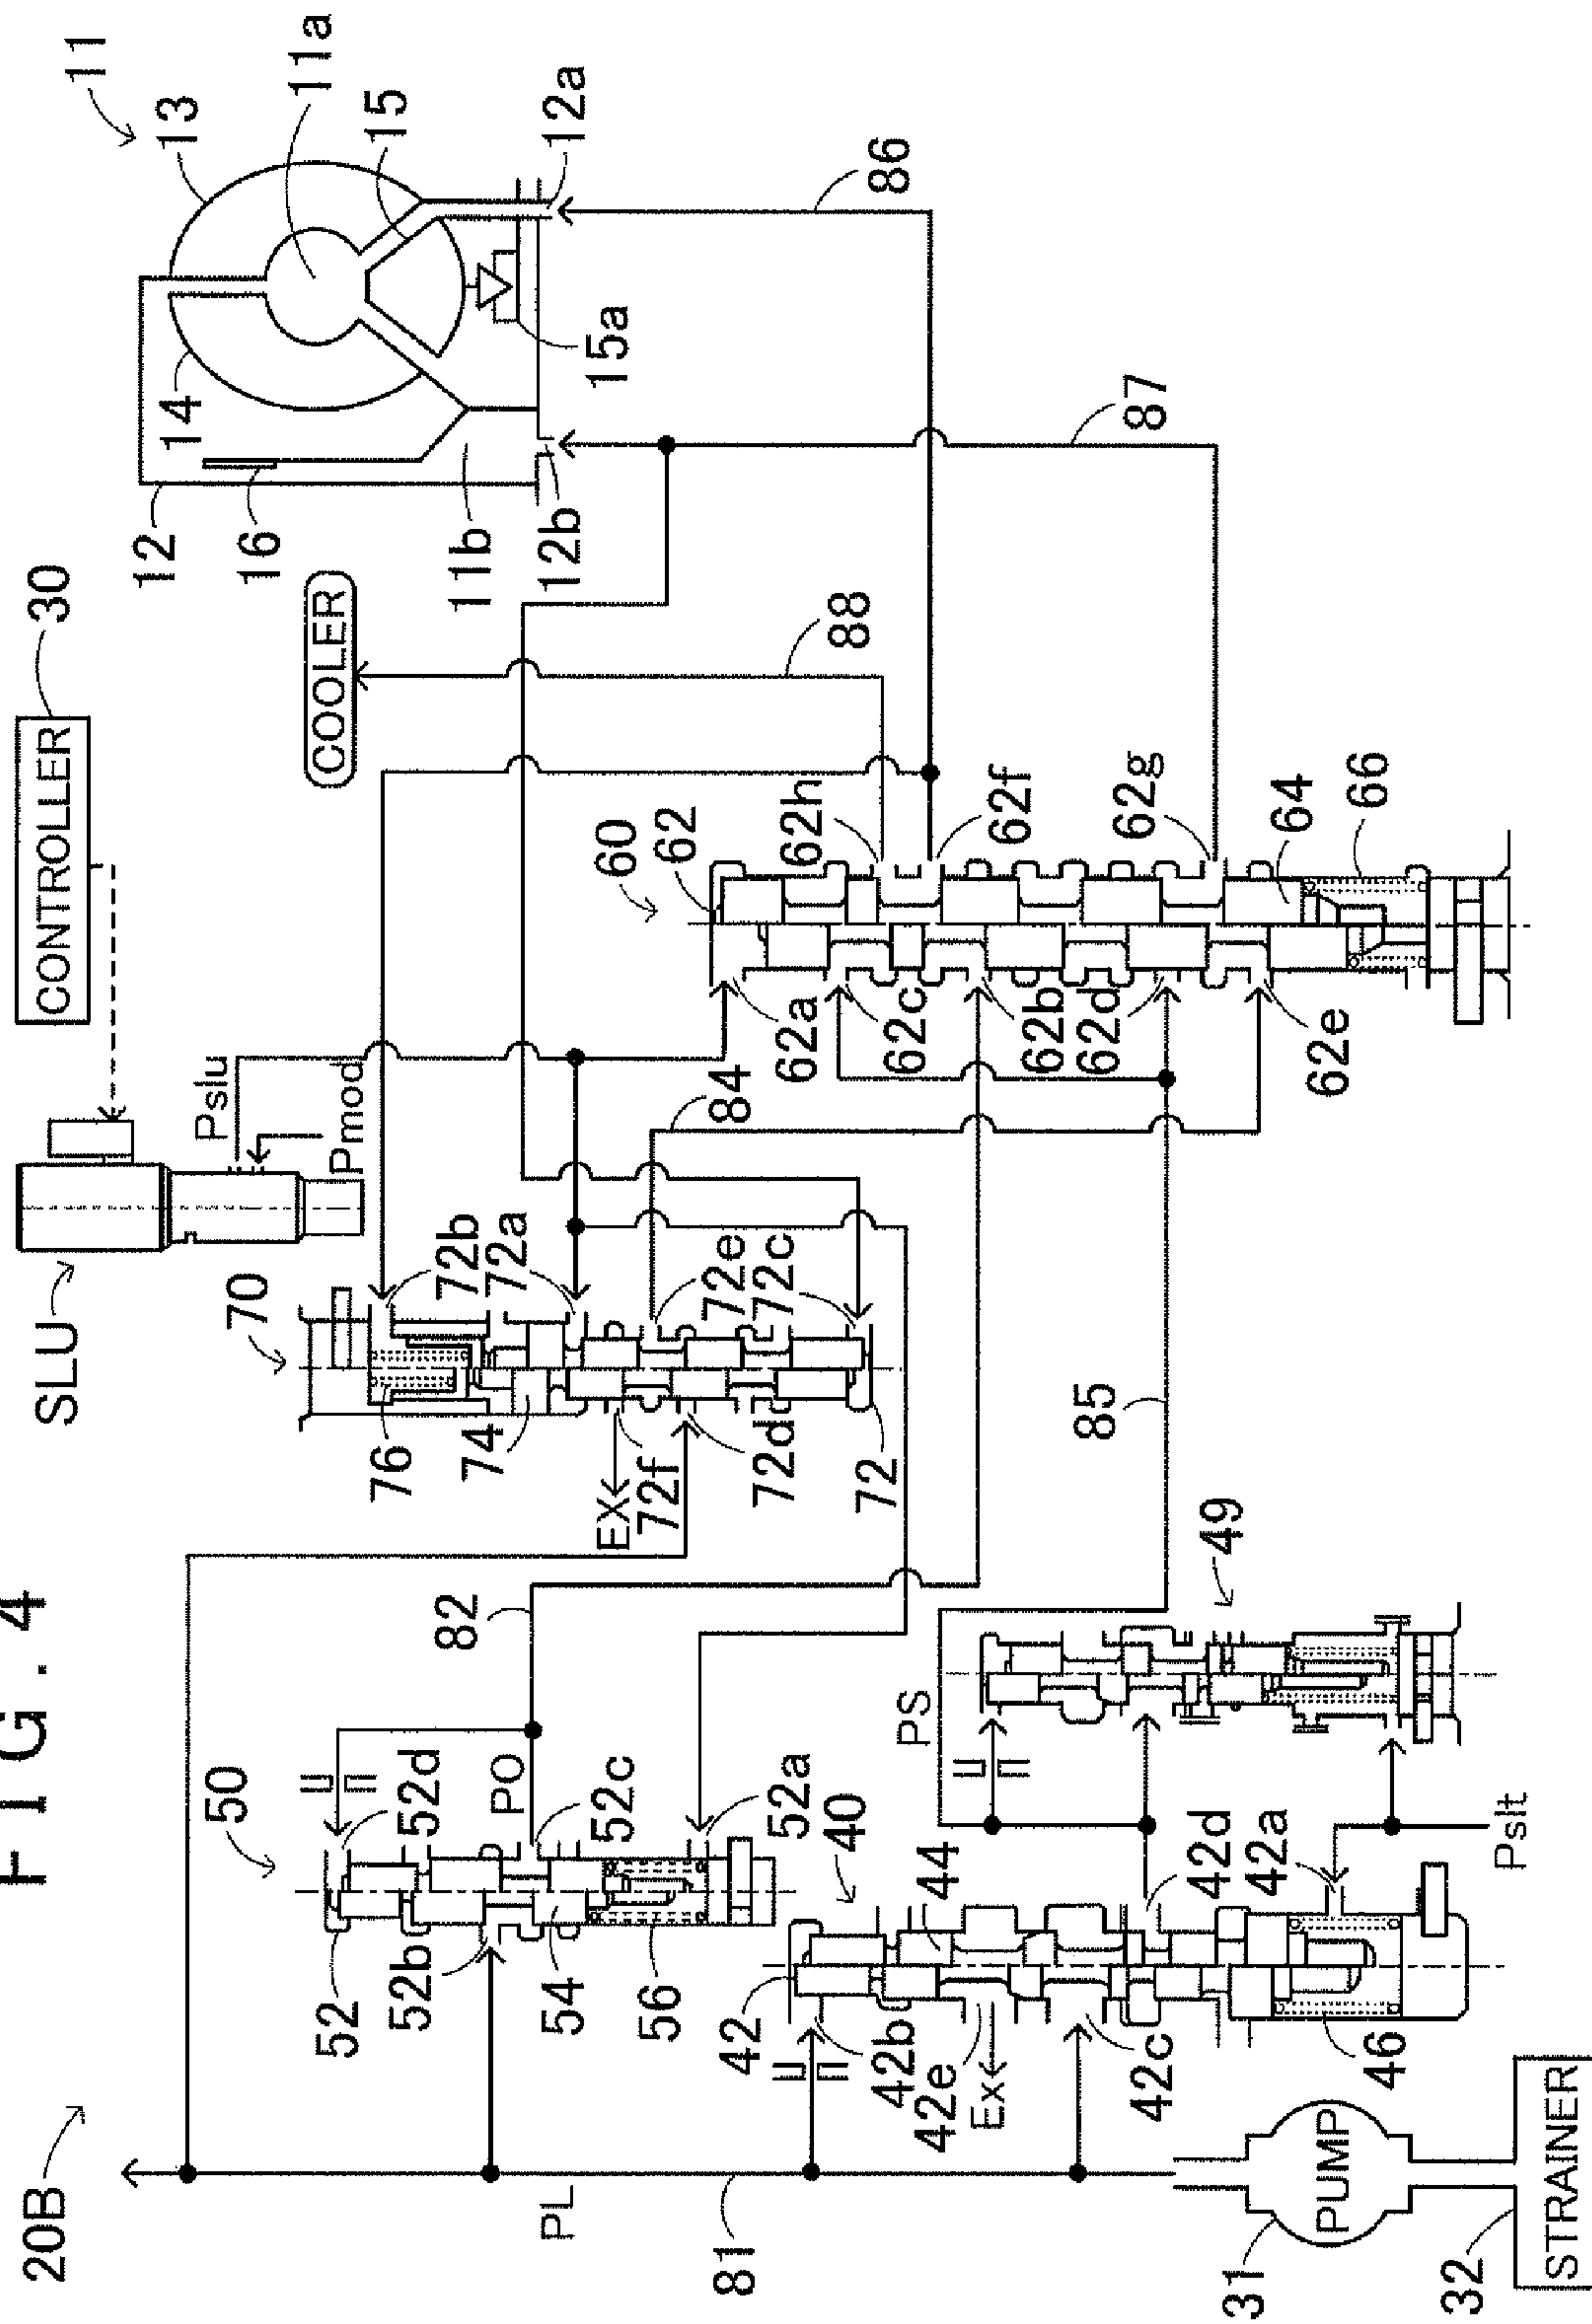 FIG. 4
20B
SLU
CONTROLLER
30
11
13
11a
15
12a
14
12
16
11b
12b
15a
86
87
88
COOLER
Pslu
Pmod
70
72b
72a
72e
72c
76
74
EX
72f
72d
72
84
60
62
62h
62f
62g
64
66
62a
62c
62b
62d
62e
85
82
50
52d
PO
52c
52a
52
52b
54
56
PS
49
40
44
42d
42a
42
42b
42e
Ex
42c
46
Pslt
PL
81
31
PUMP
32
STRAINER